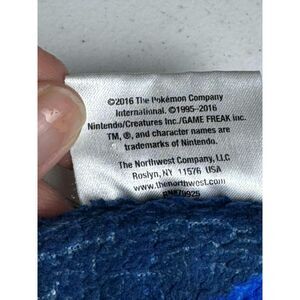 ©2016 The Pokémon Company
International. ©1995-2016
Nintendo/Creatures Inc./GAME FREAK inc.
TM, ®, and character names are
trademarks of Nintendo.
The Northwest Company, LLC
Roslyn, NY 11576 USA
www.thenorthwest.com